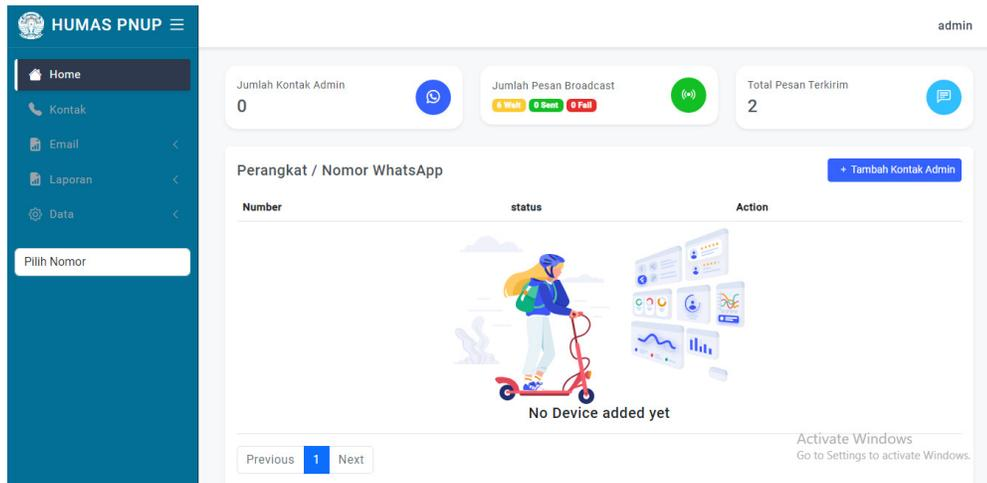 HUMAS PNUP
admin
Home
Kontak
Email
Laporan
Data
Pilih Nomor
Jumlah Kontak Admin
0
Jumlah Pesan Broadcast
6 Wait 0 Sent 0 Fail
Total Pesan Terkirim
2
Perangkat / Nomor WhatsApp
+ Tambah Kontak Admin
Number status Action
No Device added yet
Previous 1 Next
Activate Windows
Go to Settings to activate Windows.